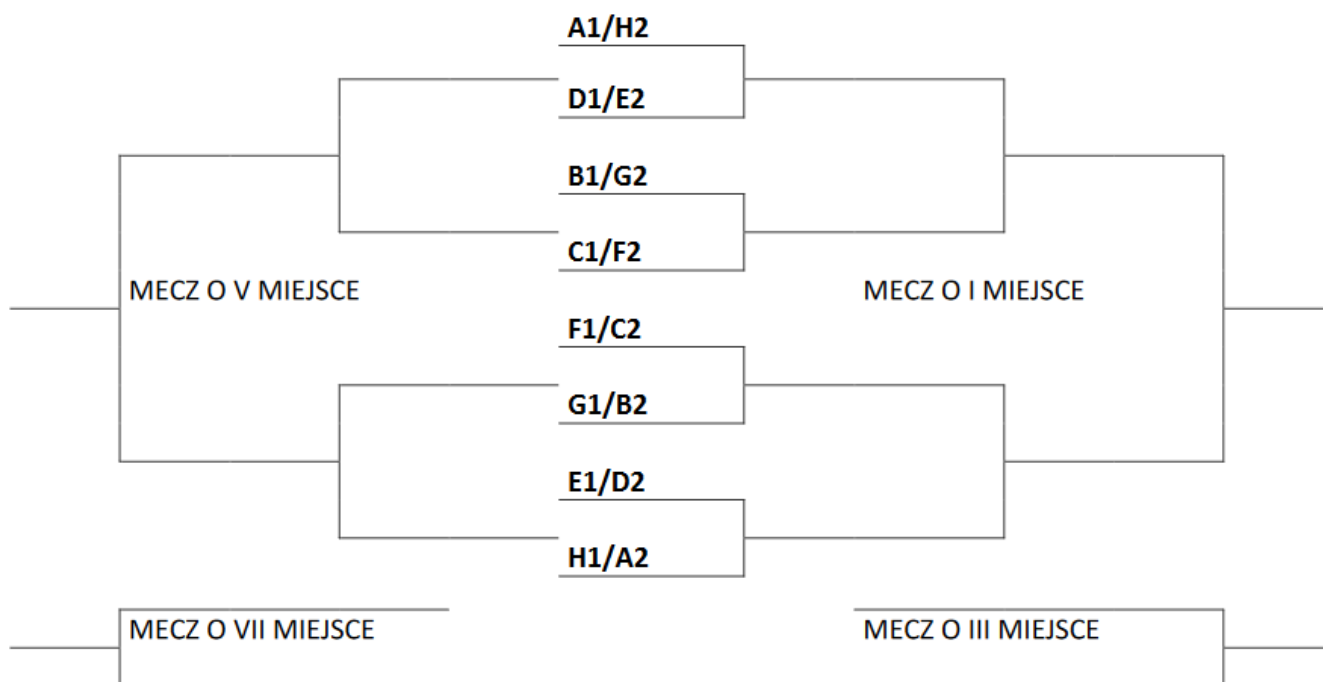 A1/H2
D1/E2
B1/G2
C1/F2
MECZ O V MIEJSCE
MECZ O I MIEJSCE
F1/C2
G1/B2
E1/D2
H1/A2
MECZ O VII MIEJSCE
MECZ O III MIEJSCE